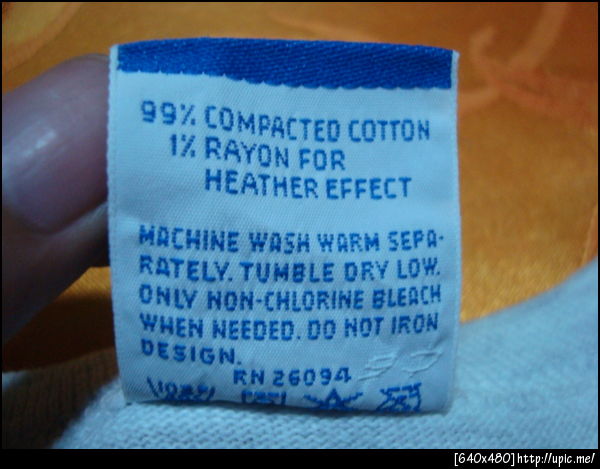 99% COMPACTED COTTON
1% RAYON FOR
HEATHER EFFECT
MACHINE WASH WARM SEPA-
RATELY. TUMBLE DRY LOW.
ONLY NON-CHLORINE BLEACH
WHEN NEEDED. DO NOT IRON
DESIGN.
RN 26094
[640x480]http://upic.me/